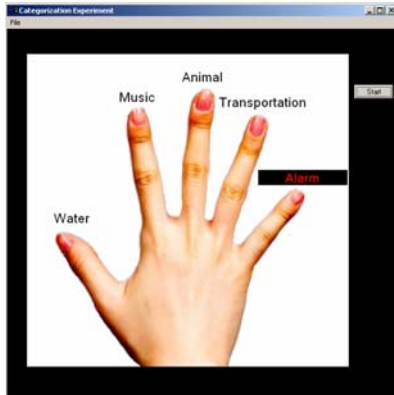 Categorization Experiment
File
Animal
Music
Transportation
Start
Alarm
Water